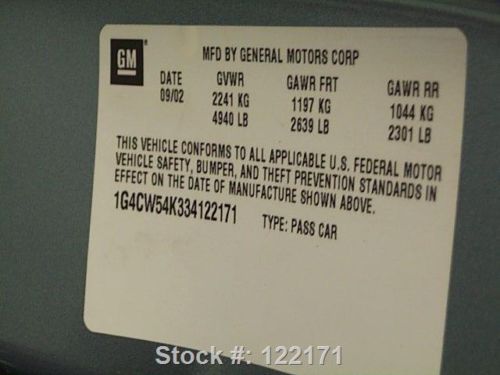 GM
MFD BY GENERAL MOTORS CORP
DATE GVWR GAWR FRT GAWR RR
09/02 2241 KG 1197 KG 1044 KG
4940 LB 2639 LB 2301 LB
THIS VEHICLE CONFORMS TO ALL APPLICABLE U.S. FEDERAL MOTOR
VEHICLE SAFETY, BUMPER, AND THEFT PREVENTION STANDARDS IN
EFFECT ON THE DATE OF MANUFACTURE SHOWN ABOVE.
1G4CW54K334122171 TYPE: PASS CAR
Stock #: 122171